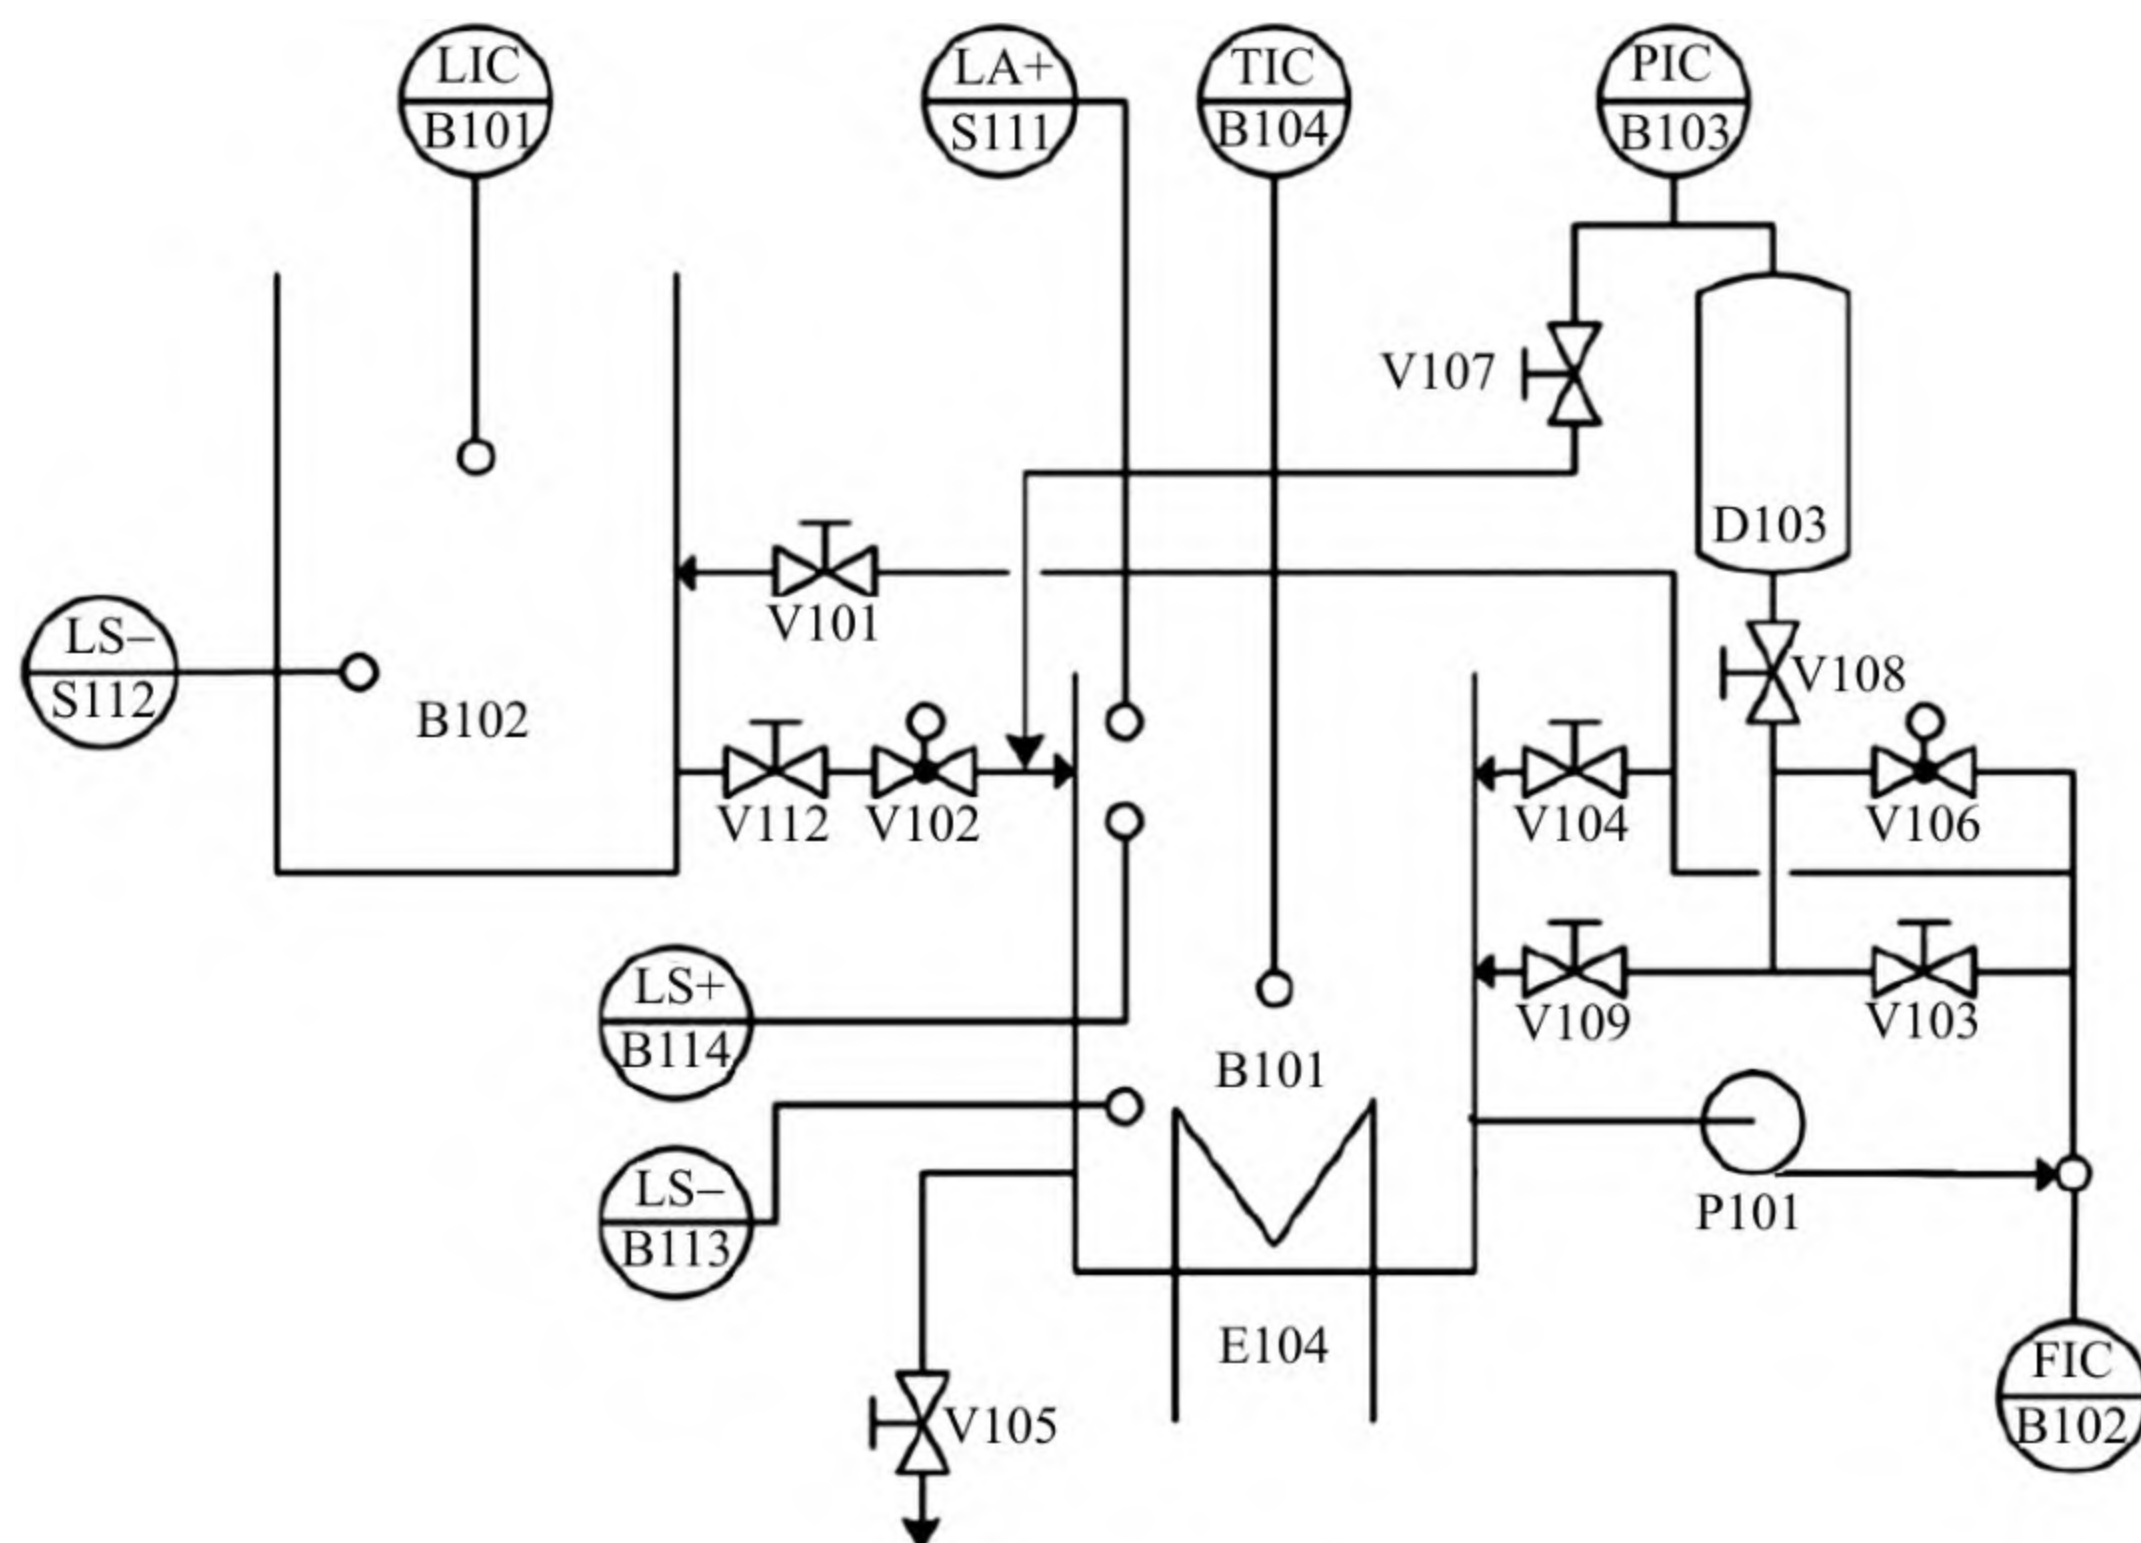 LIC
B101
LA+
S111
TIC
B104
PIC
B103
V107
D103
V101
LS–
S112
B102
V108
V112
V102
V104
V106
LS+
B114
V109
V103
B101
LS–
B113
P101
E104
V105
FIC
B102